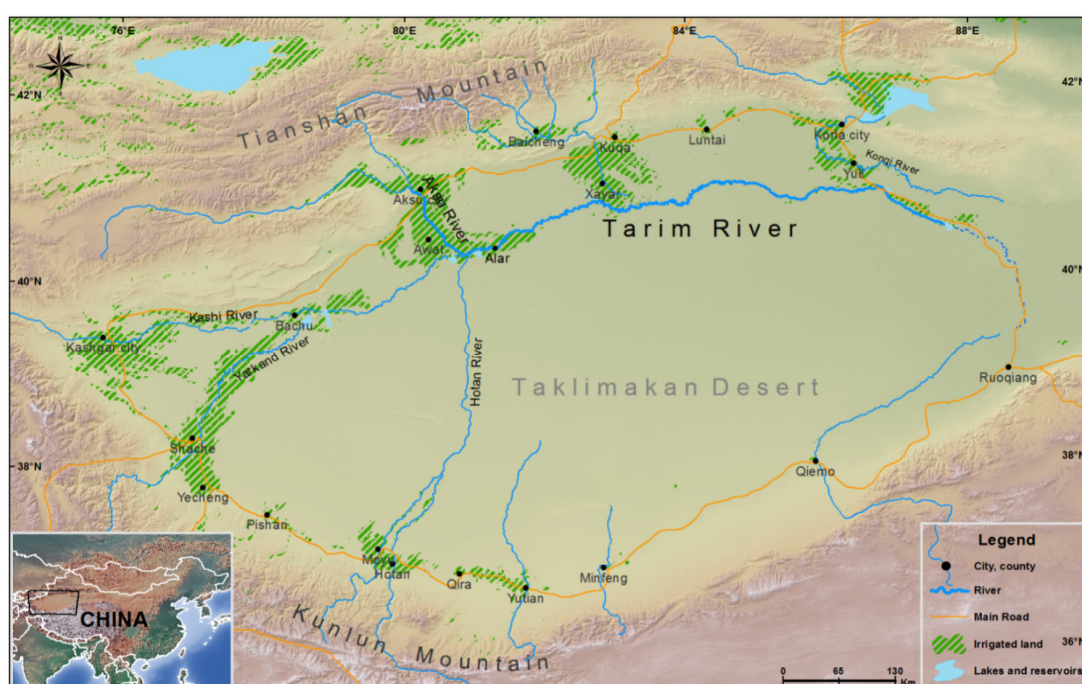 76°E
80°E
84°E
88°E
N
42°N
42°N
Tianshan Mountain
Baicheng
Kuqa
Luntai
Korla city
Konqi River
Yuli
Xayar
Akesu River
Awat
Alar
Tarim River
40°N
40°N
Kashi River
Bachu
Kashgar city
Yarkand River
Hotan River
Taklimakan Desert
Ruoqiang
Shache
38°N
38°N
Qiemo
Yecheng
Pishan
Hotan
Qira
Yutian
Minfeng
Kunlun Mountain
CHINA
Legend
City, county
River
Main Road
Irrigated land
36°N
Lakes and reservoirs
0 65 130
Km